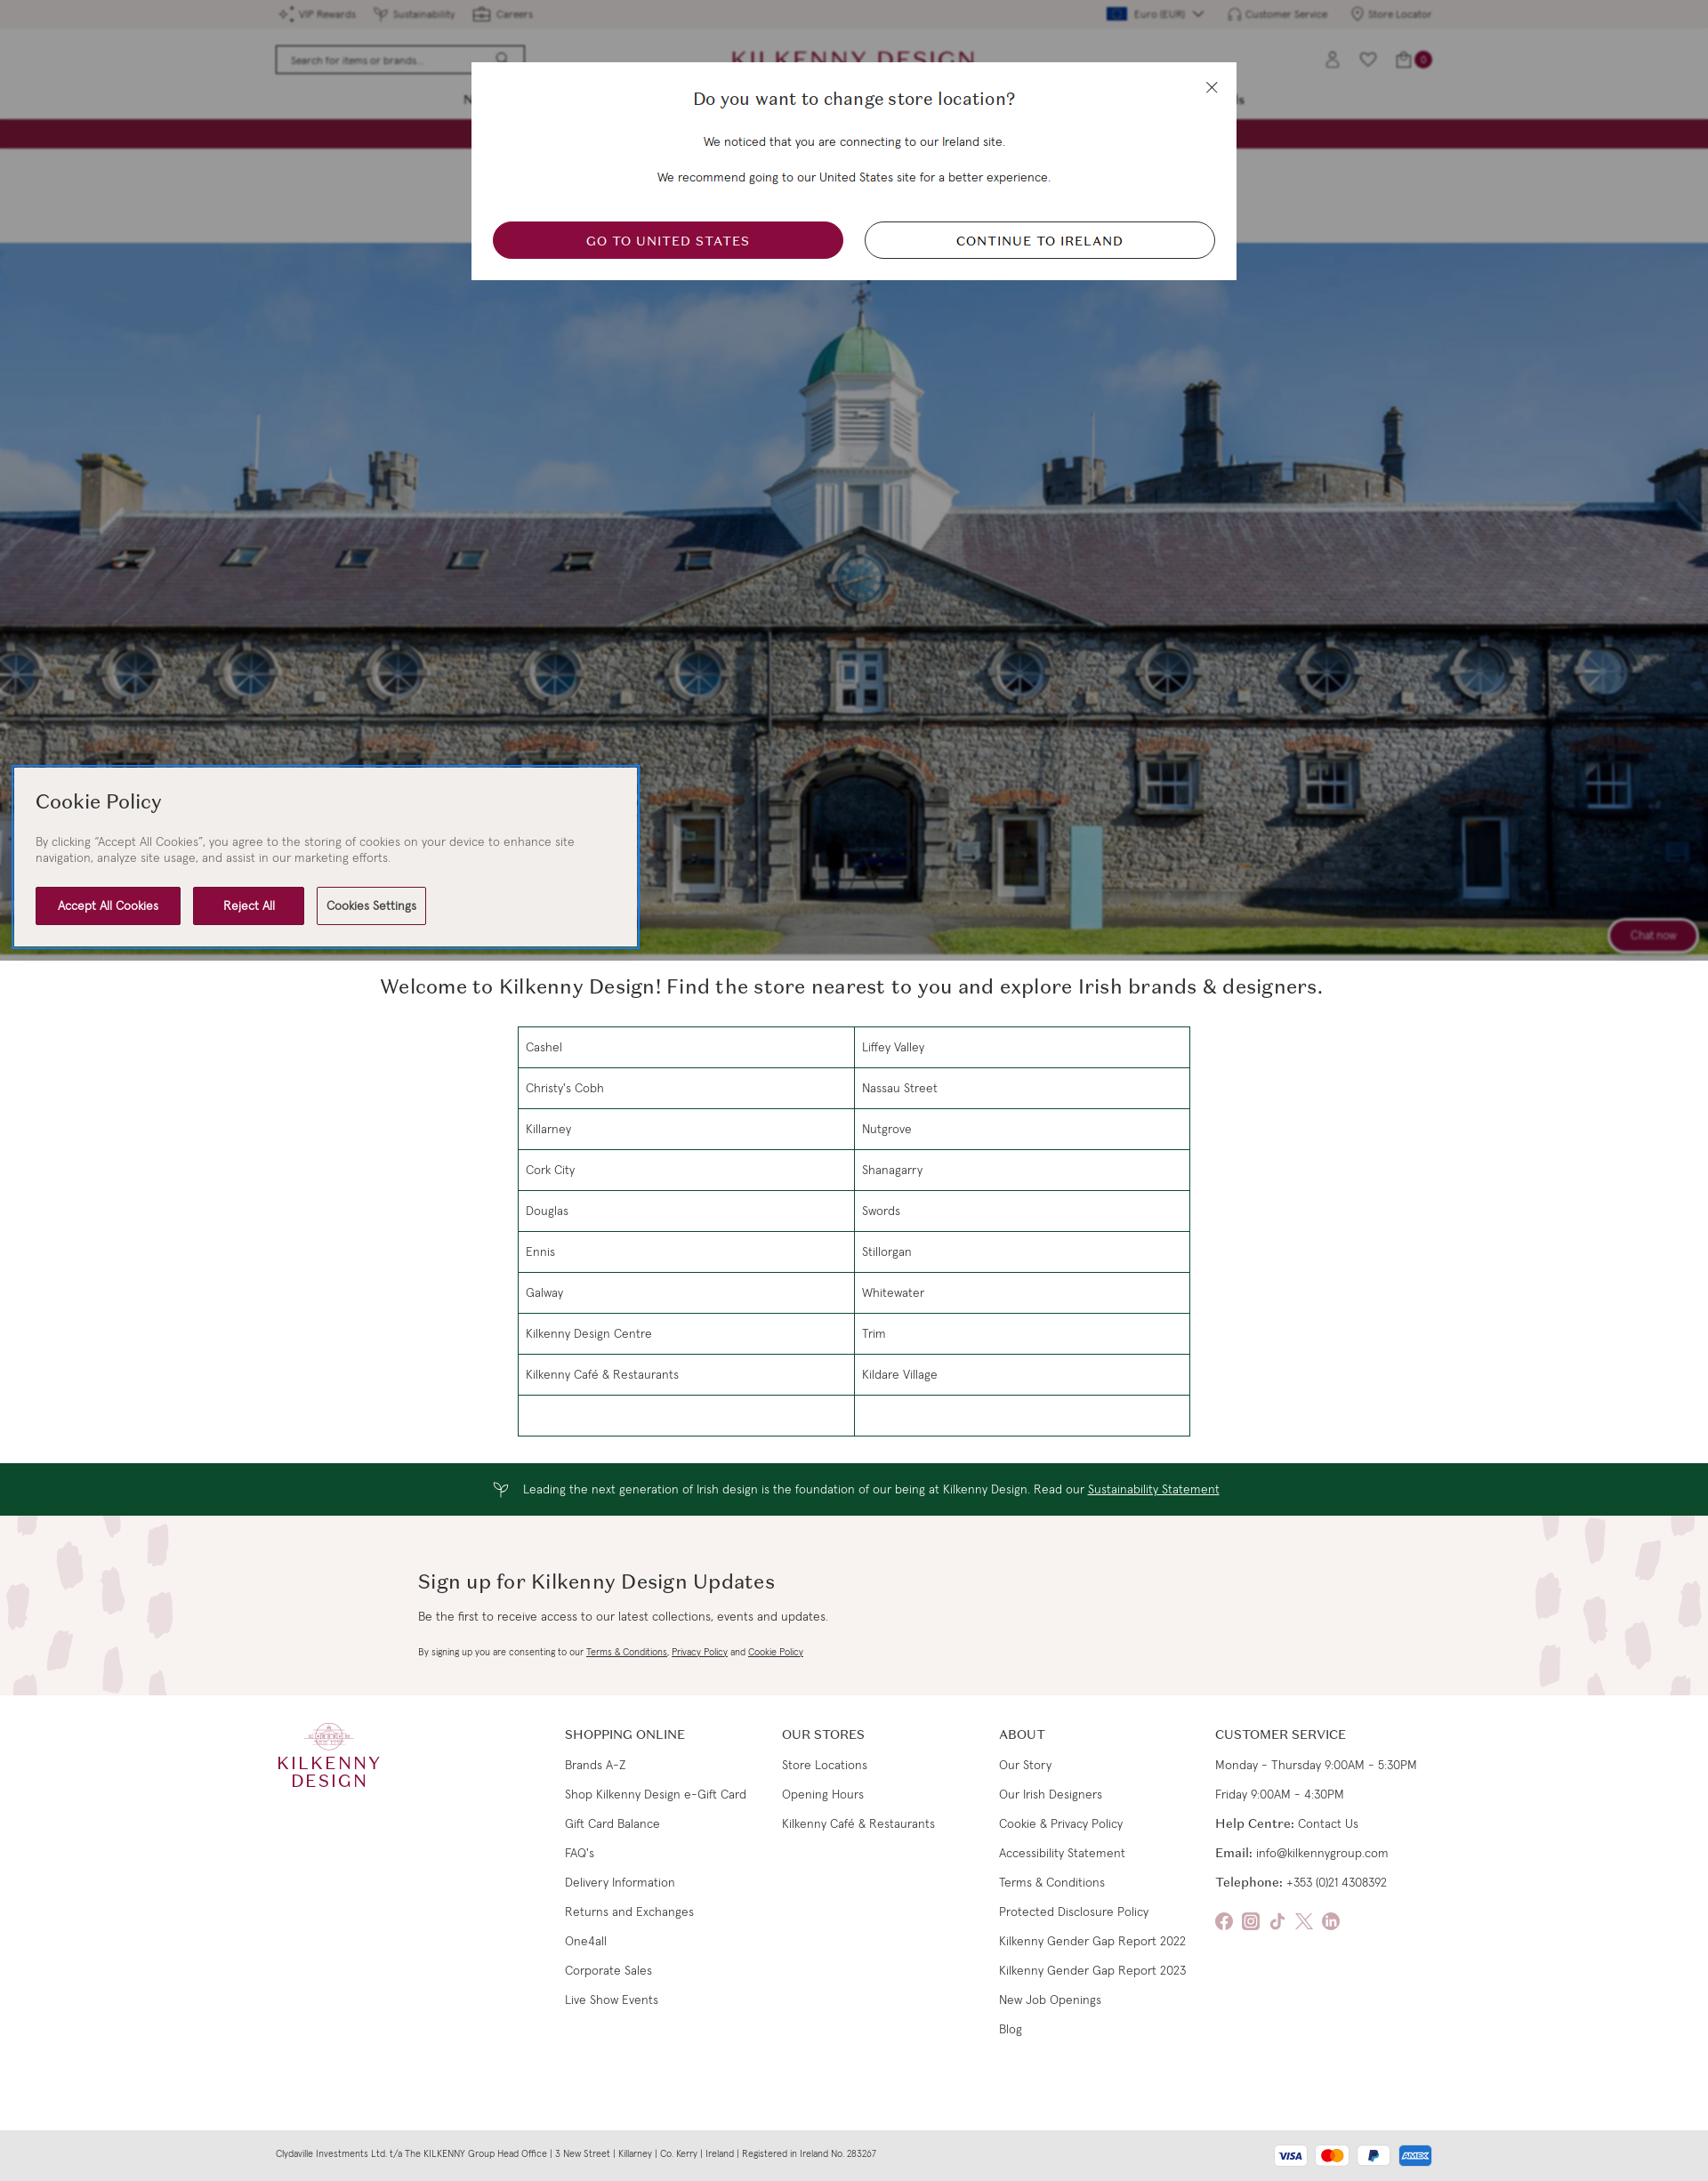 VIP Rewards
Sustainability
Careers
Euro (EUR)
Customer Service
Store Locator
Search for items or brands...
KILKENNY DESIGN
0
Do you want to change store location?
We noticed that you are connecting to our Ireland site.
We recommend going to our United States site for a better experience.
GO TO UNITED STATES
CONTINUE TO IRELAND
Cookie Policy
By clicking “Accept All Cookies”, you agree to the storing of cookies on your device to enhance site
navigation, analyze site usage, and assist in our marketing efforts.
Accept All Cookies
Reject All
Cookies Settings
Chat now
Welcome to Kilkenny Design! Find the store nearest to you and explore Irish brands & designers.
Cashel
Liffey Valley
Christy's Cobh
Nassau Street
Killarney
Nutgrove
Cork City
Shanagarry
Douglas
Swords
Ennis
Stillorgan
Galway
Whitewater
Kilkenny Design Centre
Trim
Kilkenny Café & Restaurants
Kildare Village
Leading the next generation of Irish design is the foundation of our being at Kilkenny Design. Read our Sustainability Statement
Sign up for Kilkenny Design Updates
Be the first to receive access to our latest collections, events and updates.
By signing up you are consenting to our Terms & Conditions, Privacy Policy and Cookie Policy
KILKENNY
DESIGN
SHOPPING ONLINE
Brands A-Z
Shop Kilkenny Design e-Gift Card
Gift Card Balance
FAQ's
Delivery Information
Returns and Exchanges
One4all
Corporate Sales
Live Show Events
OUR STORES
Store Locations
Opening Hours
Kilkenny Café & Restaurants
ABOUT
Our Story
Our Irish Designers
Cookie & Privacy Policy
Accessibility Statement
Terms & Conditions
Protected Disclosure Policy
Kilkenny Gender Gap Report 2022
Kilkenny Gender Gap Report 2023
New Job Openings
Blog
CUSTOMER SERVICE
Monday - Thursday 9:00AM - 5:30PM
Friday 9:00AM - 4:30PM
Help Centre: Contact Us
Email: info@kilkennygroup.com
Telephone: +353 (0)21 4308392
Clydaville Investments Ltd. t/a The KILKENNY Group Head Office | 3 New Street | Killarney | Co. Kerry | Ireland | Registered in Ireland No. 283267
VISA
AMEX